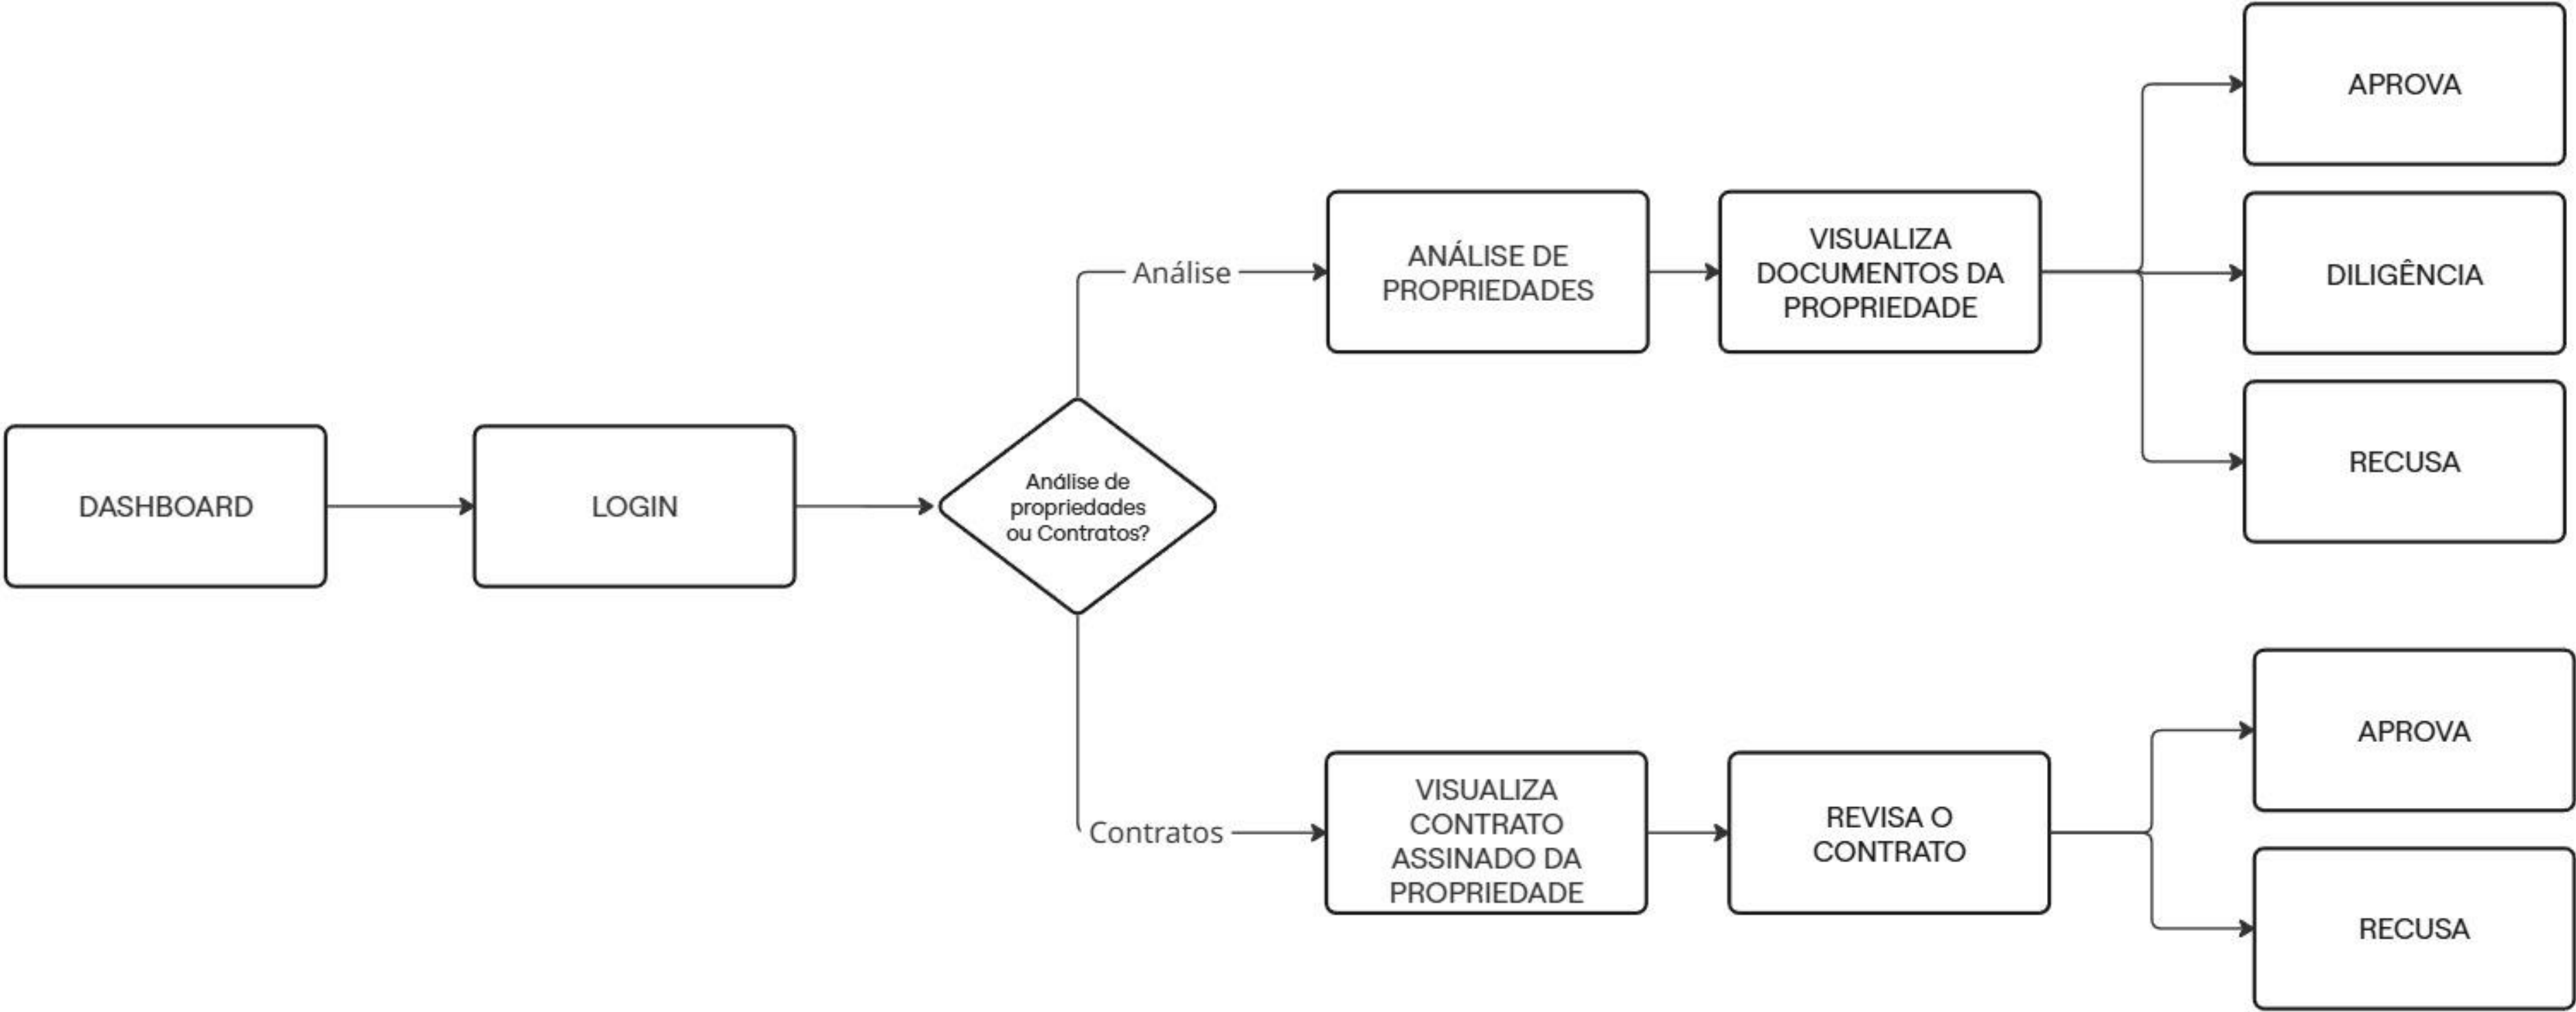 DASHBOARD
LOGIN
Análise de
propriedades
ou Contratos?
Análise
ANÁLISE DE
PROPRIEDADES
VISUALIZA
DOCUMENTOS DA
PROPRIEDADE
APROVA
DILIGÊNCIA
RECUSA
Contratos
VISUALIZA
CONTRATO
ASSINADO DA
PROPRIEDADE
REVISA O
CONTRATO
APROVA
RECUSA